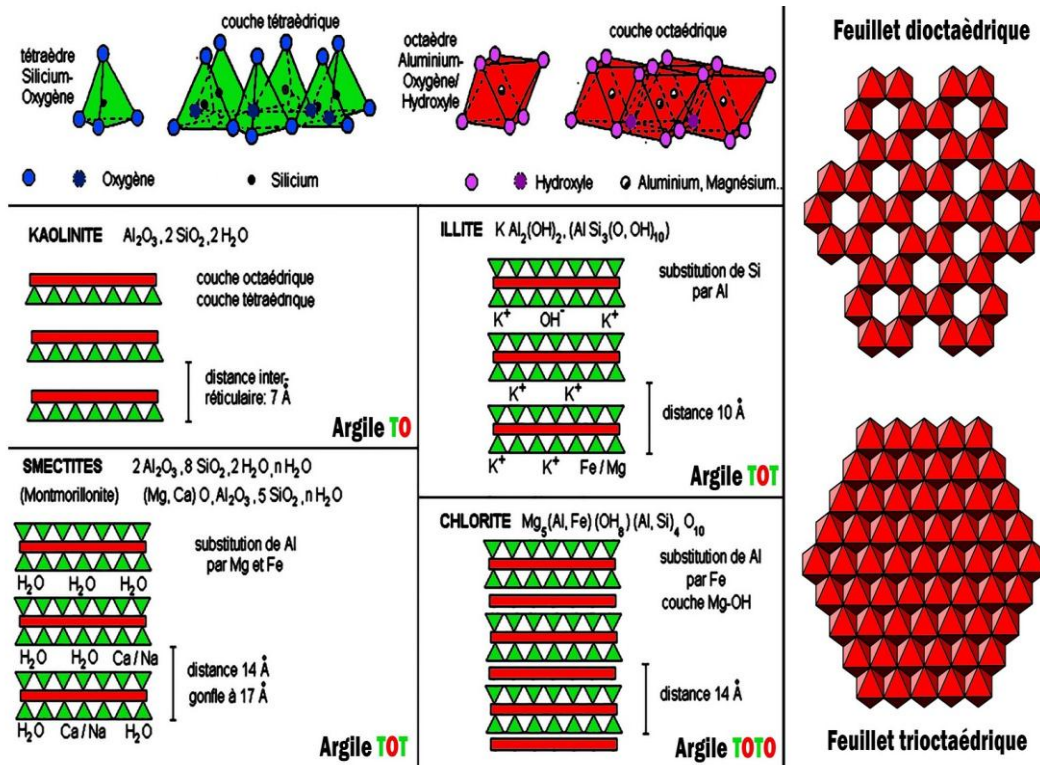 tétraèdre
Silicium-
Oxygène
couche tétraèdrique
octaèdre
Aluminium-
Oxygène/
Hydroxyle
couche octaédrique
Oxygène
Silicium
Hydroxyle
Aluminium, Magnésium..
KAOLINITE Al₂O₃, 2 SiO₂, 2 H₂O
couche octaédrique
couche tétraèdrique
distance inter-
réticulaire: 7 Å
Argile TO
ILLITE K Al₂(OH)₂, (Al Si₃(O, OH)₁₀)
substitution de Si
par Al
K⁺ OH⁻ K⁺
K⁺ K⁺
distance 10 Å
K⁺ K⁺ Fe / Mg
Argile TOT
SMECTITES 2 Al₂O₃, 8 SiO₂, 2 H₂O, n H₂O
(Montmorillonite) (Mg, Ca) O, Al₂O₃, 5 SiO₂, n H₂O
substitution de Al
par Mg et Fe
H₂O H₂O H₂O
H₂O H₂O Ca / Na
distance 14 Å
gonfle à 17 Å
H₂O Ca / Na H₂O
Argile TOT
CHLORITE Mg₅(Al, Fe) (OH₈) (Al, Si)₄ O₁₀
substitution de Al
par Fe
couche Mg-OH
distance 14 Å
Argile TOTO
Feuillet dioctaèdrique
Feuillet trioctaédrique